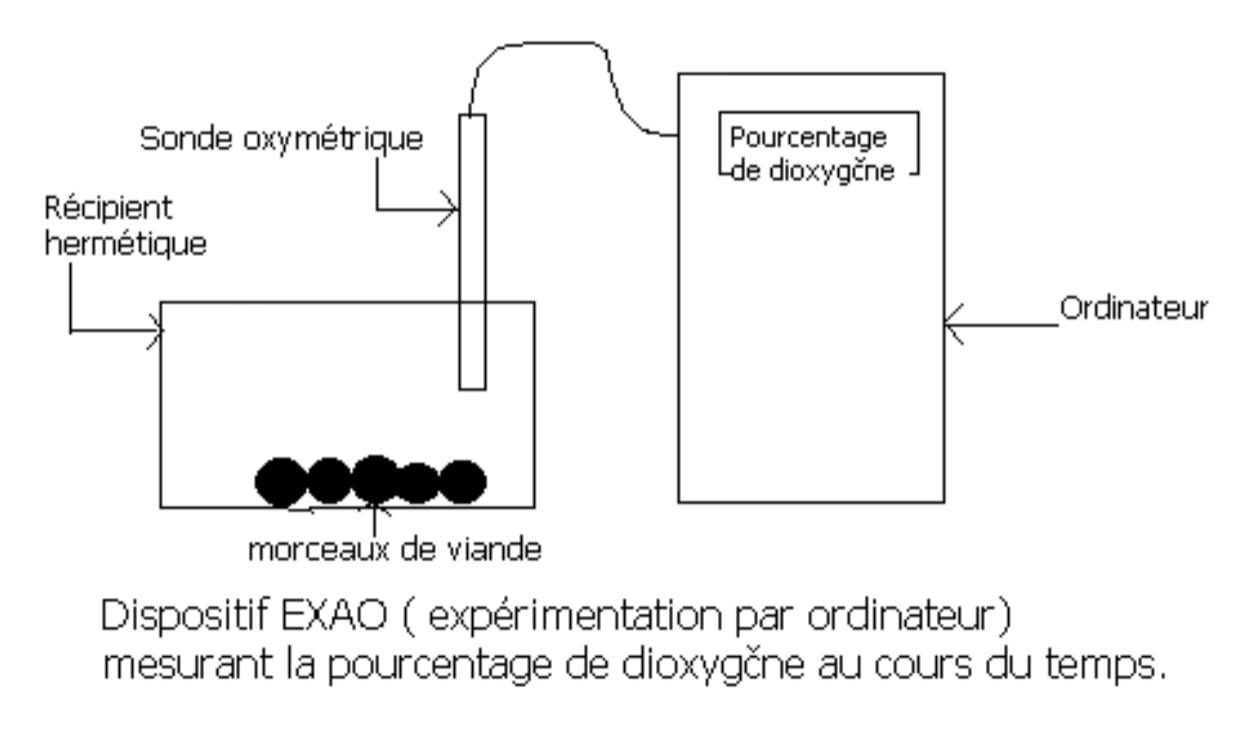 Sonde oxymétrique
Pourcentage
de dioxygčne
Récipient
hermétique
Ordinateur
morceaux de viande
Dispositif EXAO ( expérimentation par ordinateur)
mesurant la pourcentage de dioxygčne au cours du temps.